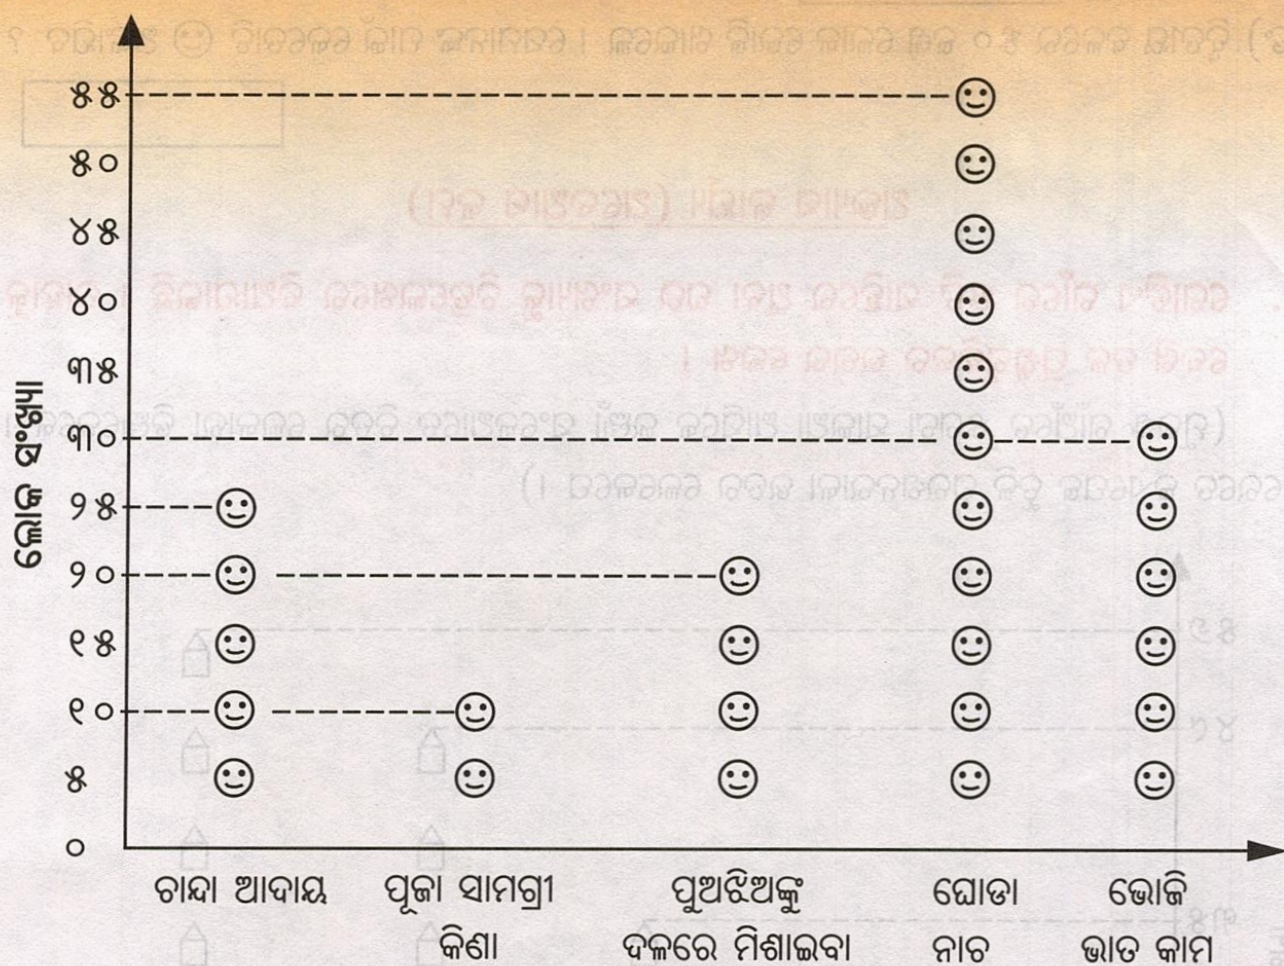 ୫୫
୫୦
୪୫
୪୦
୩୫
୩୦
୨୫
୨୦
୧୫
୧୦
୫
୦
ଲୋକ ସଂଖ୍ୟା
ଚାନ୍ଦା ଆଦାୟ
ପୂଜା ସାମଗ୍ରୀ
କିଣା
ପୁଅଝିଅଙ୍କୁ
ଦଳରେ ମିଶାଇବା
ଘୋଡା
ନାଚ
ଭୋଜି
ଭାତ କାମ